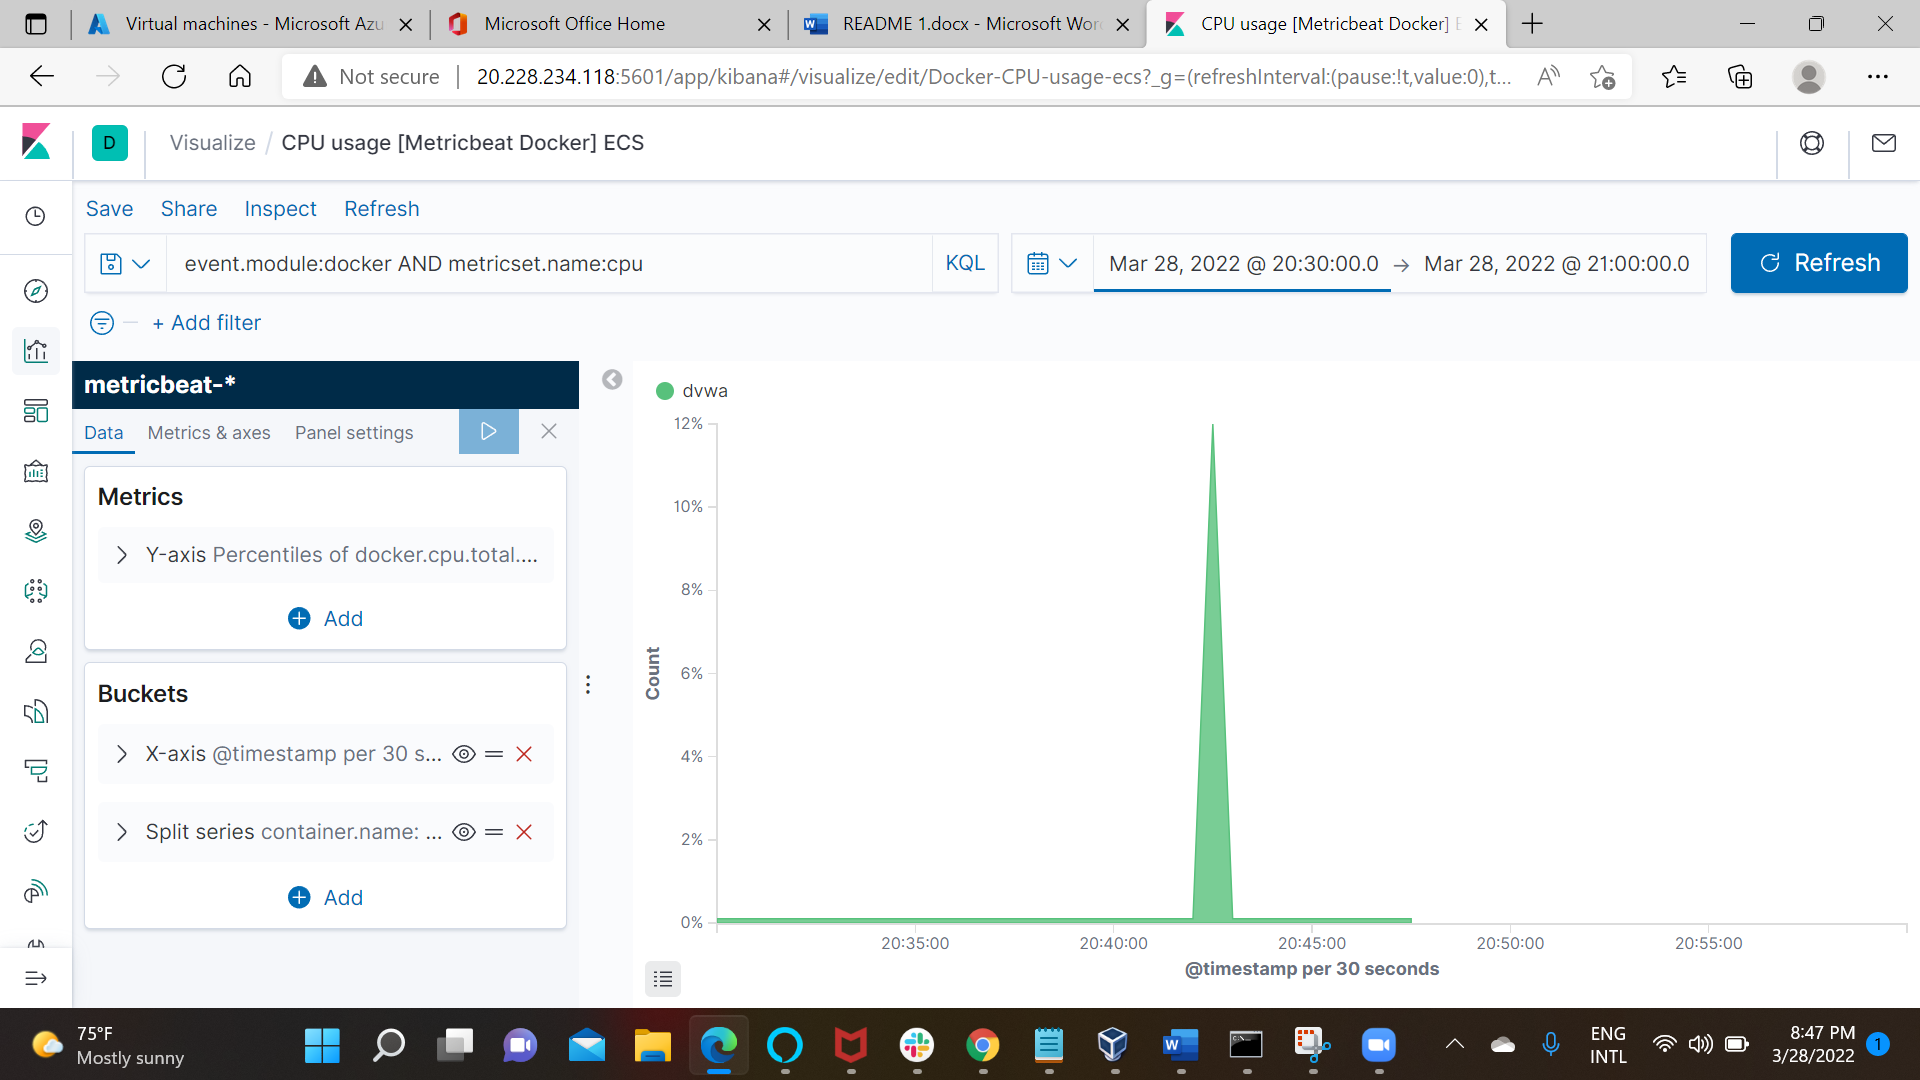 Virtual machines - Microsoft Azu
Microsoft Office Home
README 1.docx - Microsoft Wor
CPU usage [Metricbeat Docker] E
Not secure
20.228.234.118:5601/app/kibana#/visualize/edit/Docker-CPU-usage-ecs?_g=(refreshInterval:(pause:!t,value:0),t...
D
Visualize / CPU usage [Metricbeat Docker] ECS
Save Share Inspect Refresh
event.module:docker AND metricset.name:cpu
KQL
Mar 28, 2022 @ 20:30:00.0 → Mar 28, 2022 @ 21:00:00.0
Refresh
+ Add filter
metricbeat-*
Data Metrics & axes Panel settings
Metrics
Y-axis Percentiles of docker.cpu.total....
Add
Buckets
X-axis @timestamp per 30 s...
Split series container.name: ...
Add
dvwa
12%
10%
8%
6%
4%
2%
0%
Count
20:35:00 20:40:00 20:45:00 20:50:00 20:55:00
@timestamp per 30 seconds
75°F
Mostly sunny
ENG
INTL
8:47 PM
3/28/2022
1